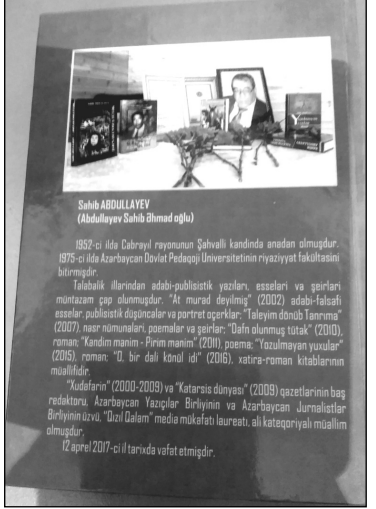 Sahib ABDULLAYEV
(Abdullayev Sahib Əhməd oğlu)
1952-ci ildə Cəbrayıl rayonunun Şahvəlli kəndində anadan olmuşdur.
1975-ci ildə Azərbaycan Dövlət Pedaqoji Universitetinin riyaziyyat fakültəsini
bitirmişdir.
Tələbəlik illərindən ədəbi-publisistik yazıları, esseləri və şeirləri
müntəzəm çap olunmuşdur. "At murad deyilmiş" (2002) ədəbi-fəlsəfi
esselər, publisistik düşüncələr və portret oçerklər; "Taleyim dönüb Tanrıma"
(2007), nəsr nümunələri, poemalar və şeirlər; "Dəfn olunmuş tütək" (2010),
roman; "Kəndim mənim - Pirim mənim" (2011), poema; "Yozulmayan yuxular"
(2015), roman; "O, bir dəli könül idi" (2016), xatirə-roman kitablarının
müəllifidir.
"Xudafərin" (2000-2009) və "Katarsis dünyası" (2009) qəzetlərinin baş
redaktoru, Azərbaycan Yazıçılar Birliyinin və Azərbaycan Jurnalistlər
Birliyinin üzvü, "Qızıl Qələm" media mükafatı laureatı, ali kateqoriyalı müəllim
olmuşdur.
12 aprel 2017-ci il tarixdə vəfat etmişdir.